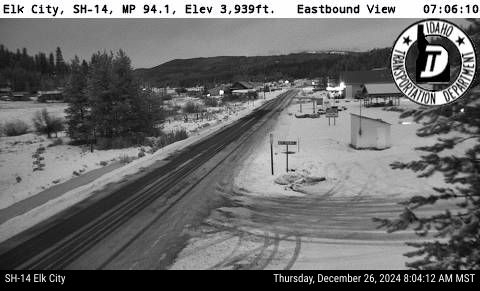 Elk City, SH-14, MP 94.1, Elev 3,939ft. Eastbound View 07:06:10
IDAHO
TRANSPORTATION DEPARTMENT
SH-14 Elk City Thursday, December 26, 2024 8:04:12 AM MST